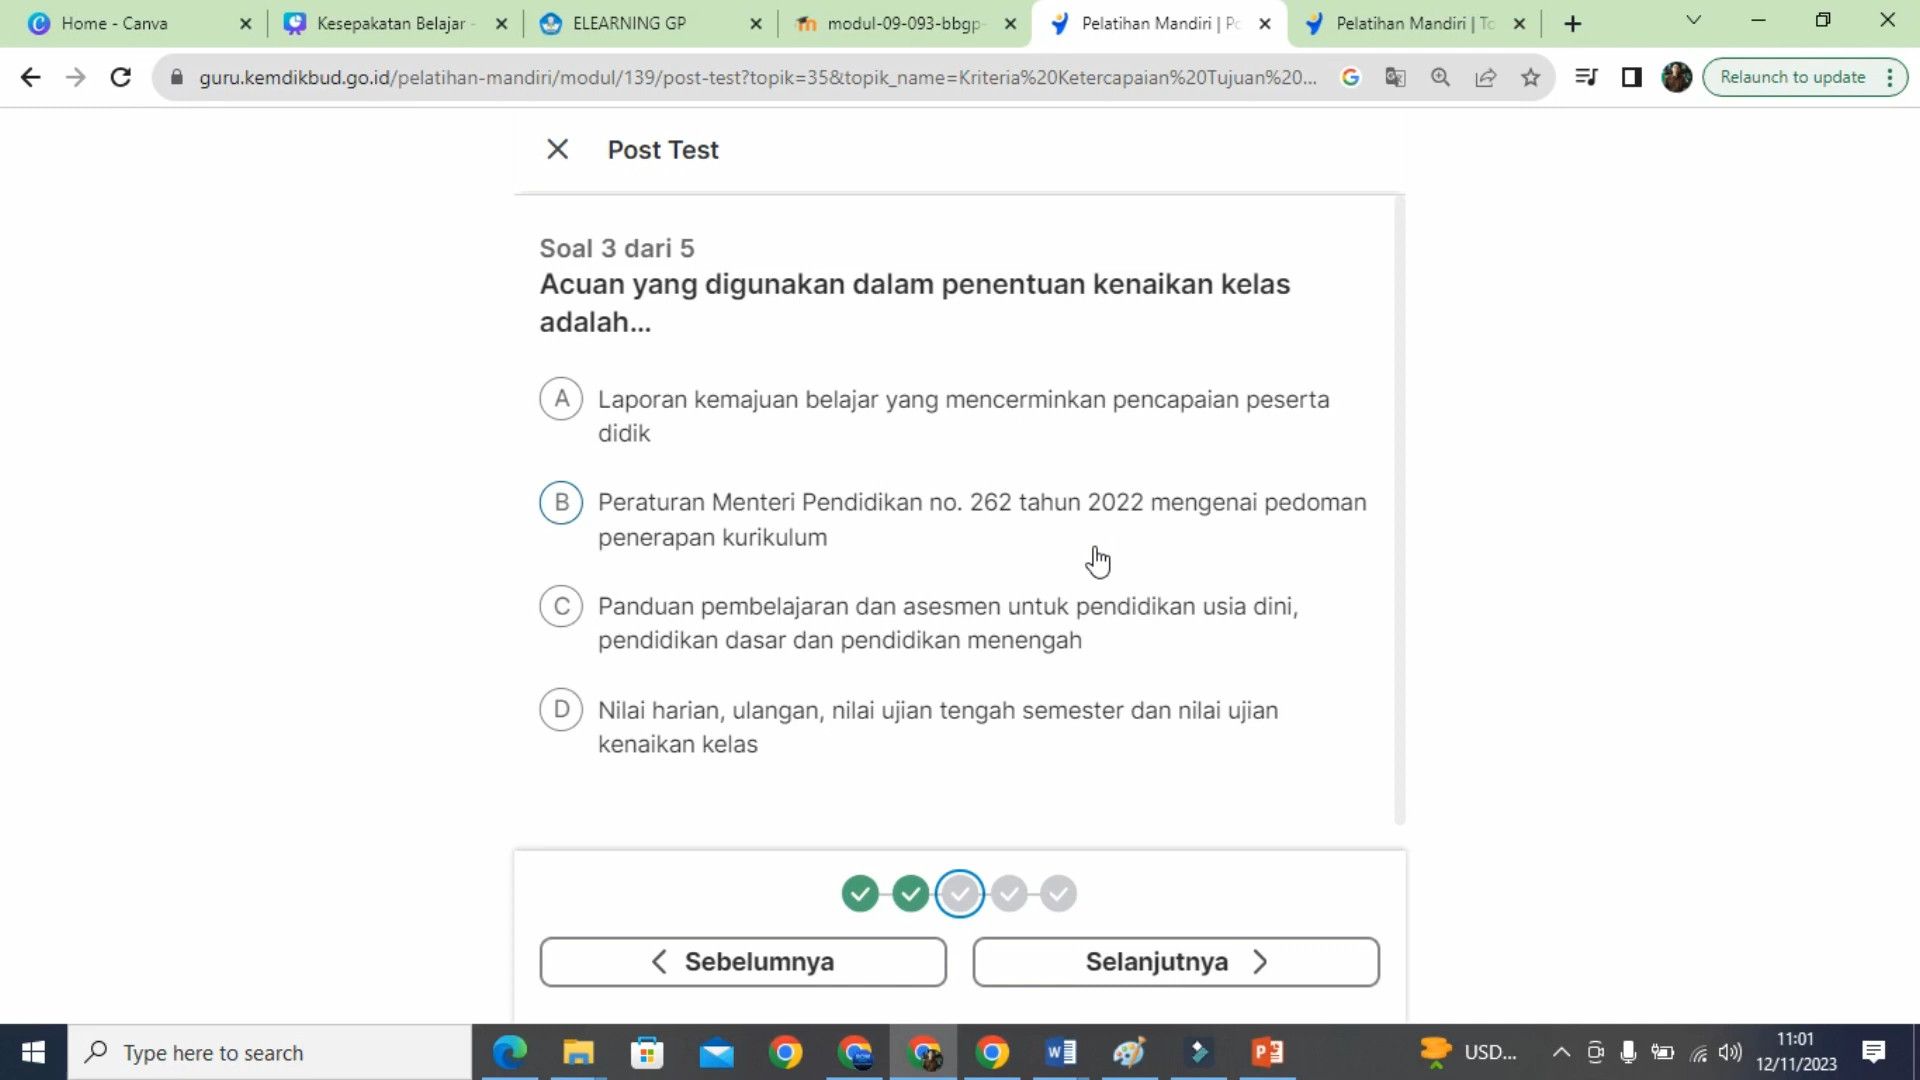 Home - Canva
Kesepakatan Belajar -
ELEARNING GP
modul-09-093-bbgp-
Pelatihan Mandiri | Po
Pelatihan Mandiri | To
guru.kemdikbud.go.id/pelatihan-mandiri/modul/139/post-test?topik=35&topik_name=Kriteria%20Ketercapaian%20Tujuan%20...
Relaunch to update
Post Test
Soal 3 dari 5
Acuan yang digunakan dalam penentuan kenaikan kelas
adalah...
A Laporan kemajuan belajar yang mencerminkan pencapaian peserta
didik
B Peraturan Menteri Pendidikan no. 262 tahun 2022 mengenai pedoman
penerapan kurikulum
C Panduan pembelajaran dan asesmen untuk pendidikan usia dini,
pendidikan dasar dan pendidikan menengah
D Nilai harian, ulangan, nilai ujian tengah semester dan nilai ujian
kenaikan kelas
Sebelumnya
Selanjutnya
Type here to search
USD...
11:01
12/11/2023